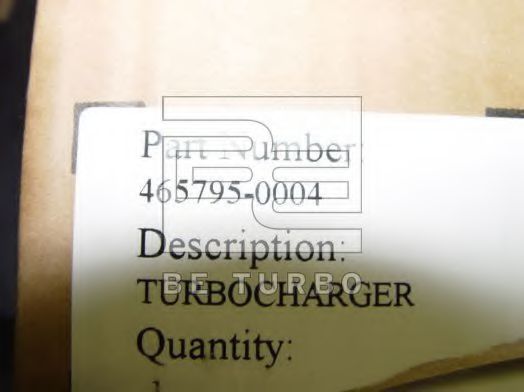 Part Number:
465795-0004
Description:
BE TURBO
TURBOCHARGER
Quantity: